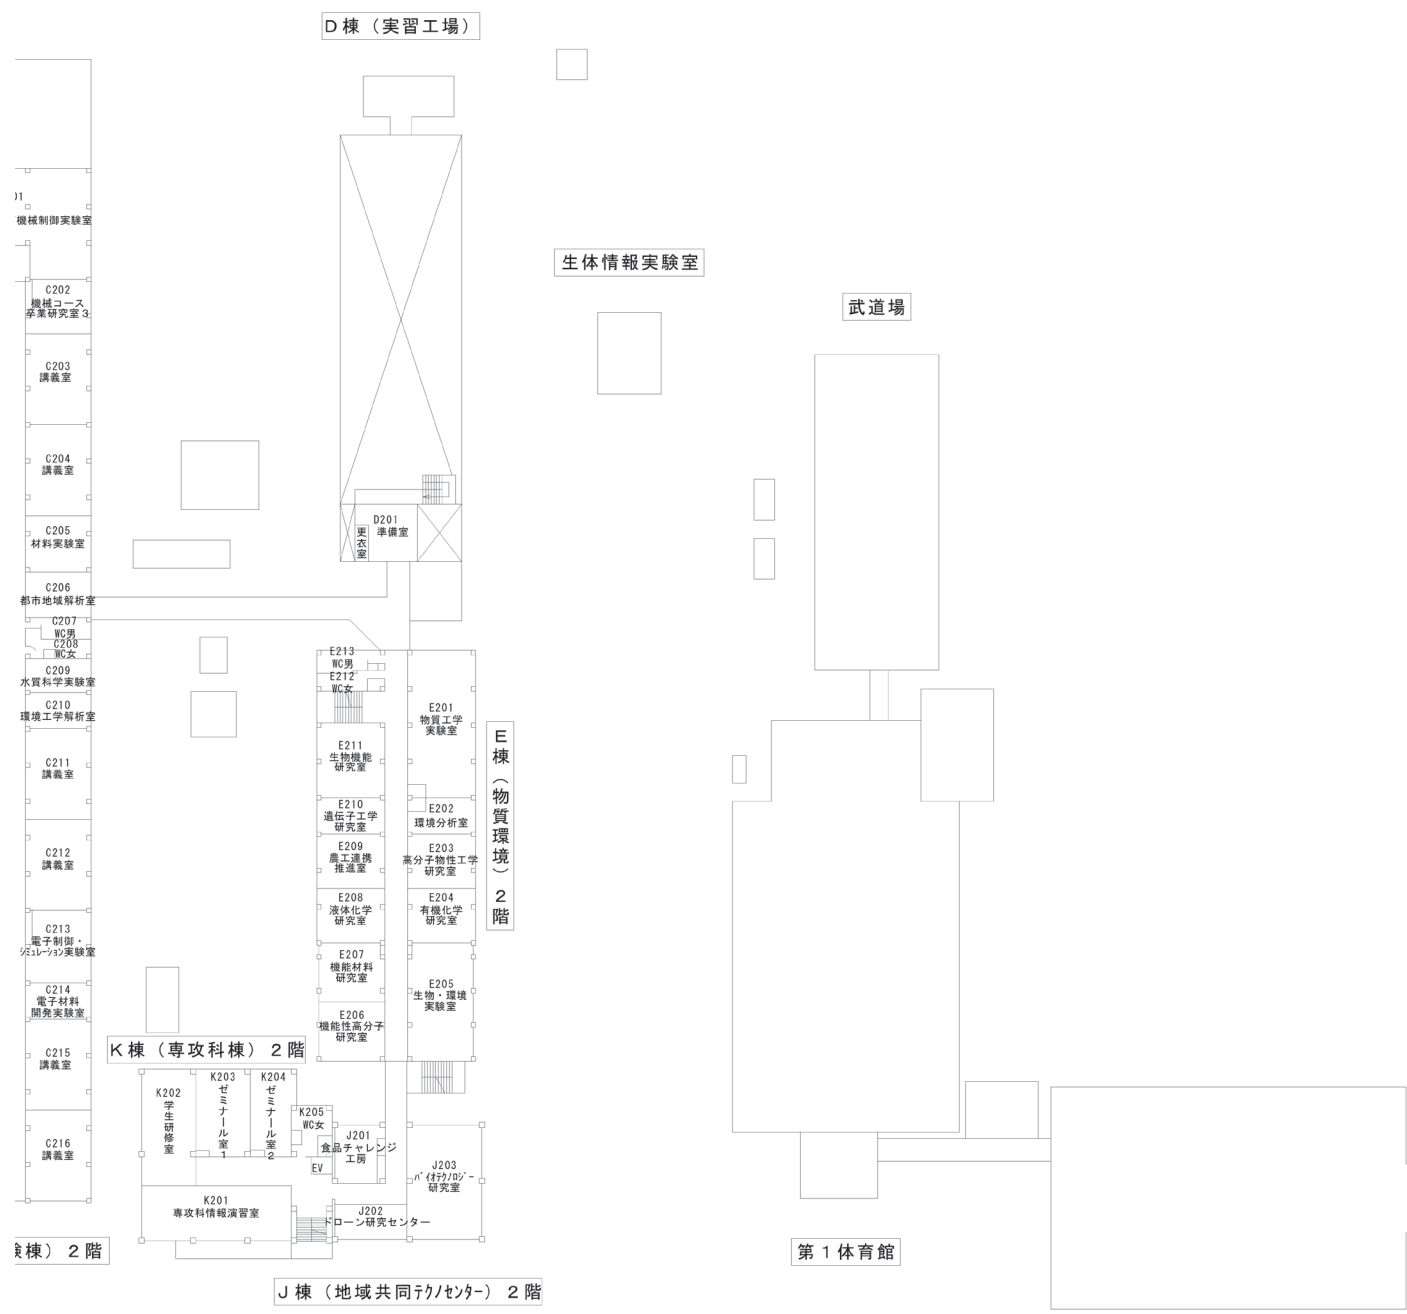 D棟（実習工場）
生体情報実験室
武道場
01
機械制御実験室
C202
機械コース
卒業研究室3
C203
講義室
C204
講義室
C205
材料実験室
C206
都市地域解析室
C207
WC男
C208
WC女
C209
水質科学実験室
C210
環境工学解析室
C211
講義室
C212
講義室
C213
電子制御・
シミュレーション実験室
C214
電子材料
開発実験室
C215
講義室
C216
講義室
棟）2階
D201
準備室
更衣室
E213
WC男
E212
WC女
E211
生物機能
研究室
E210
遺伝子工学
研究室
E209
農工連携
推進室
E208
液体化学
研究室
E207
機能材料
研究室
E206
機能性高分子
研究室
E201
物質工学
実験室
E202
環境分析室
E203
高分子物性工学
研究室
E204
有機化学
研究室
E205
生物・環境
実験室
E棟（物質環境）2階
K棟（専攻科棟）2階
K202
学生研修室
K203
ゼミナール室1
K204
ゼミナール室2
K205
WC女
EV
K201
専攻科情報演習室
J201
食品チャレンジ
工房
J203
バイオテクノロジー
研究室
J202
ドローン研究センター
J棟（地域共同テクノセンター）2階
第1体育館